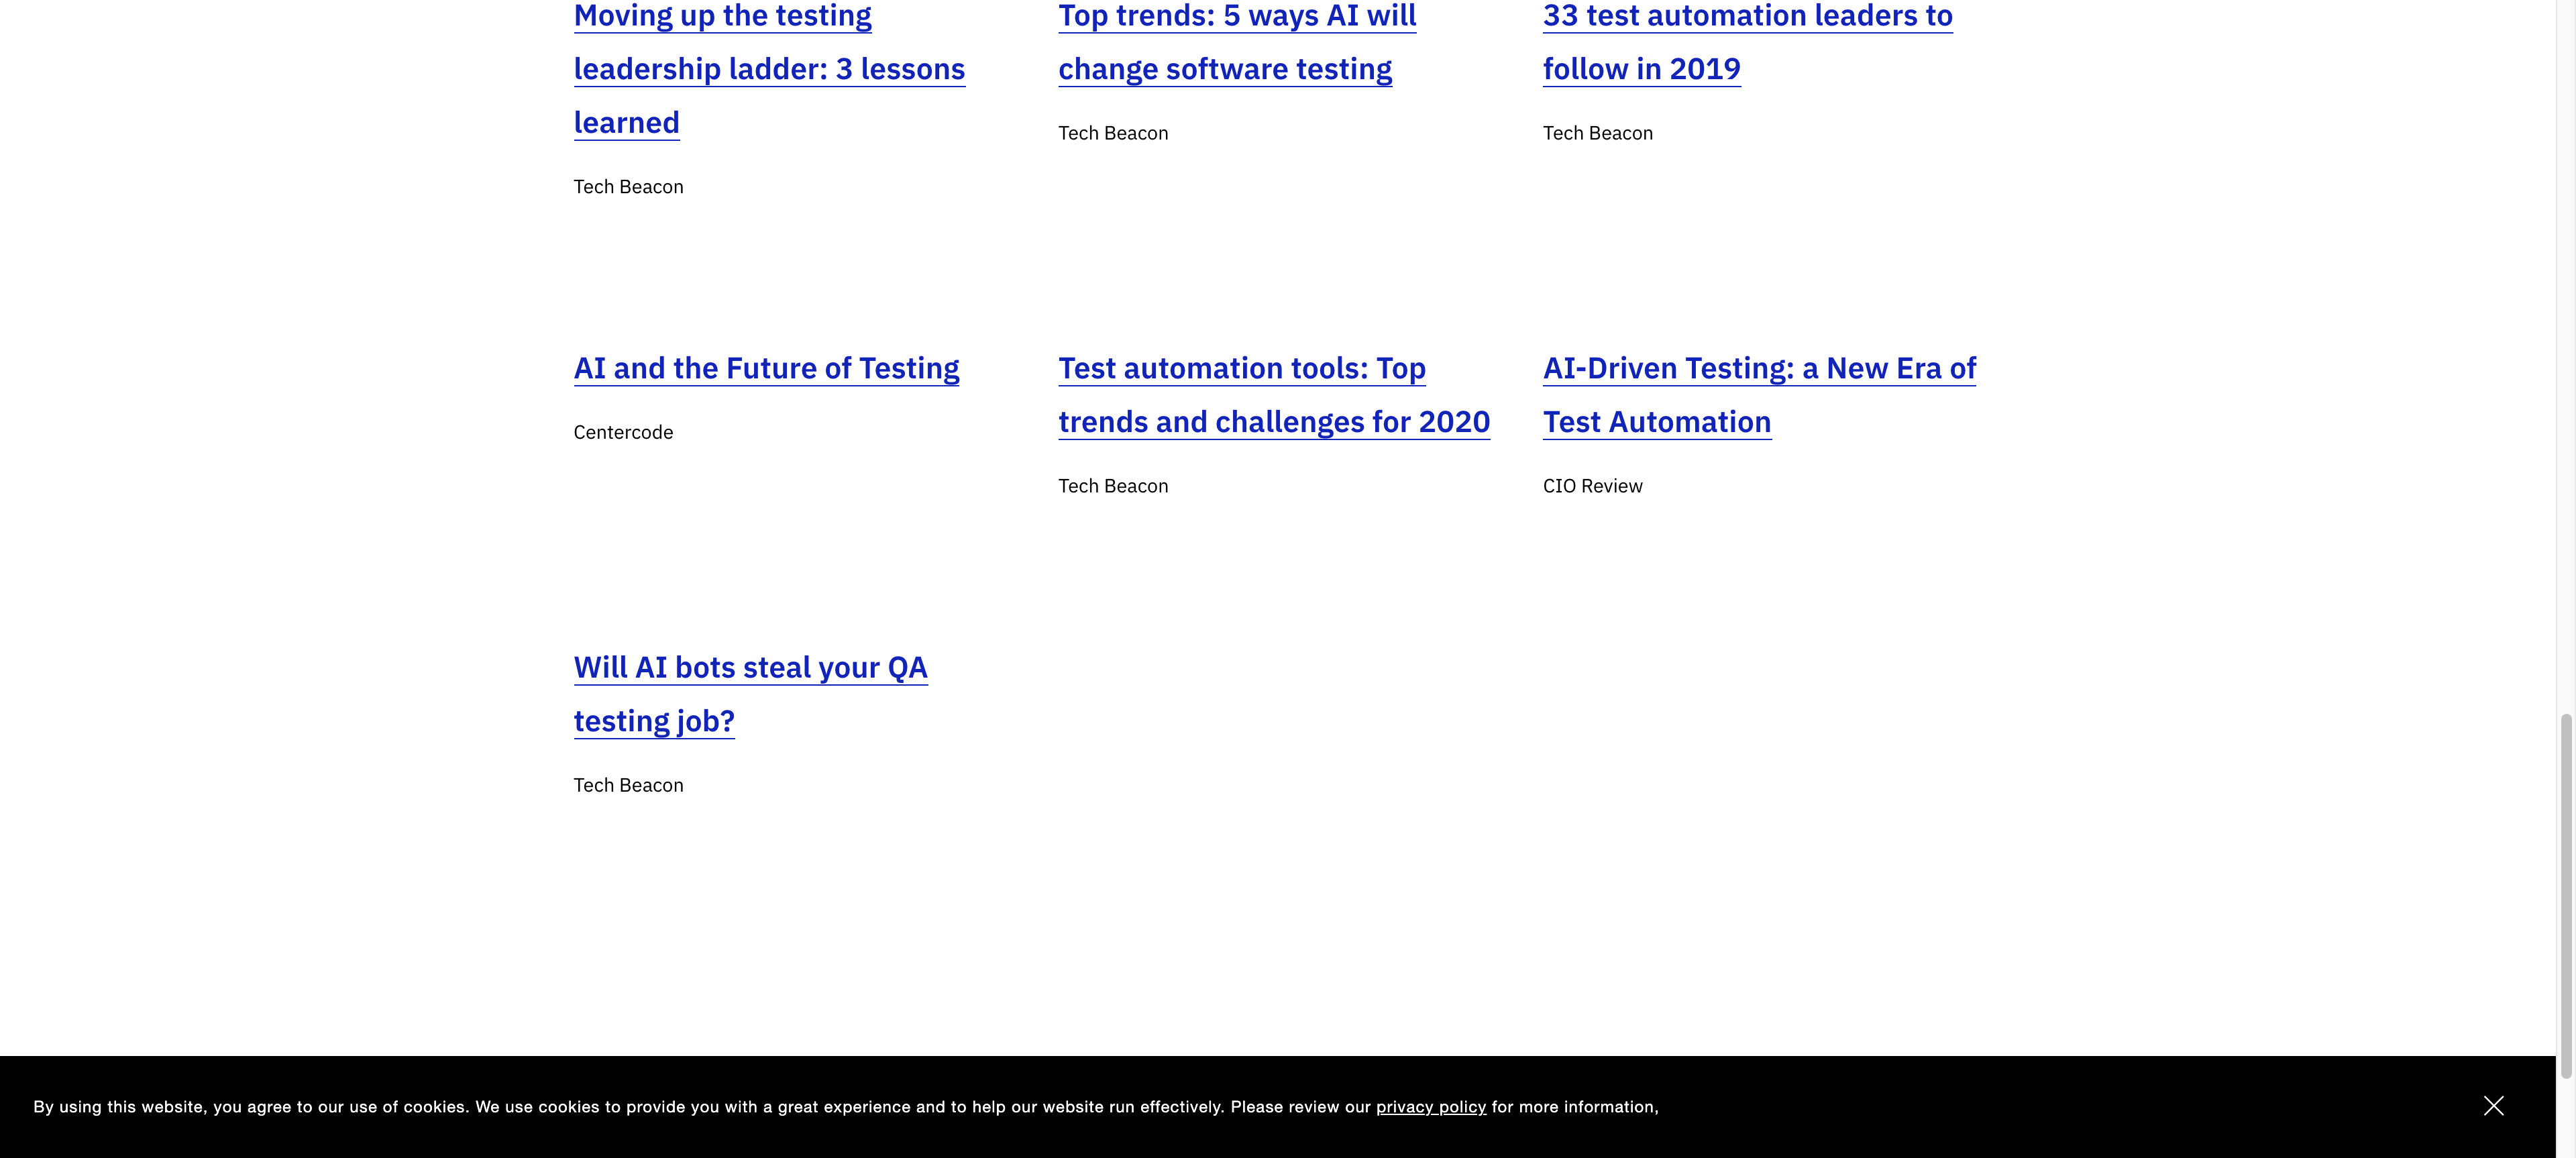 Moving up the testing
leadership ladder: 3 lessons
learned
Tech Beacon
Top trends: 5 ways AI will
change software testing
Tech Beacon
33 test automation leaders to
follow in 2019
Tech Beacon
AI and the Future of Testing
Centercode
Test automation tools: Top
trends and challenges for 2020
Tech Beacon
AI-Driven Testing: a New Era of
Test Automation
CIO Review
Will AI bots steal your QA
testing job?
Tech Beacon
By using this website, you agree to our use of cookies. We use cookies to provide you with a great experience and to help our website run effectively. Please review our privacy policy for more information,